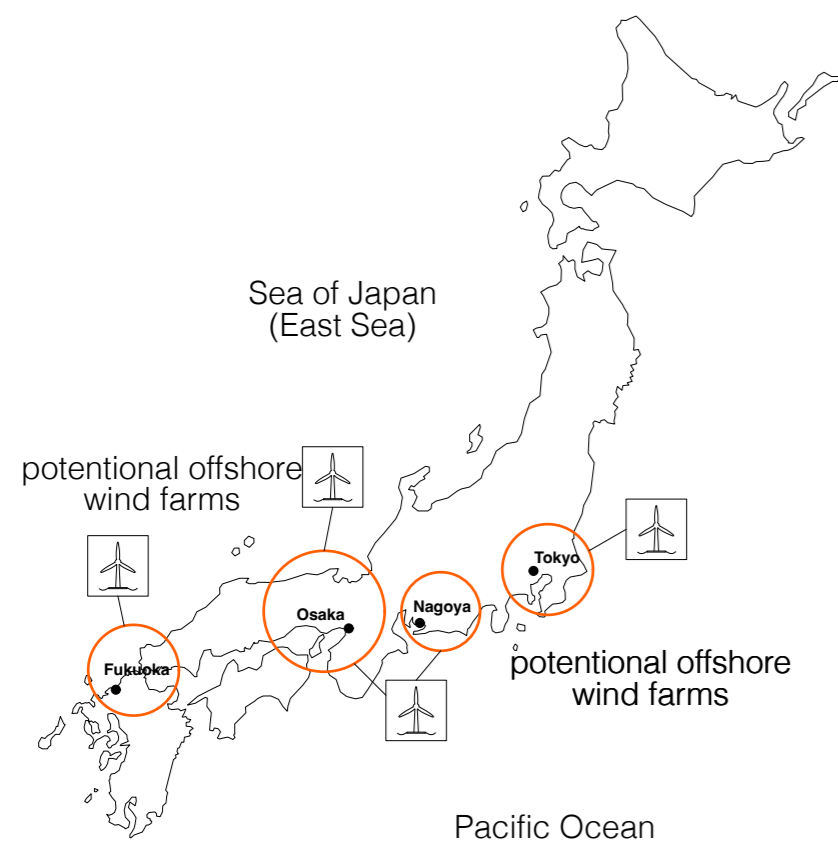 Sea of Japan
(East Sea)
potentional offshore
wind farms
Tokyo
Nagoya
Osaka
Fukuoka
potentional offshore
wind farms
Pacific Ocean